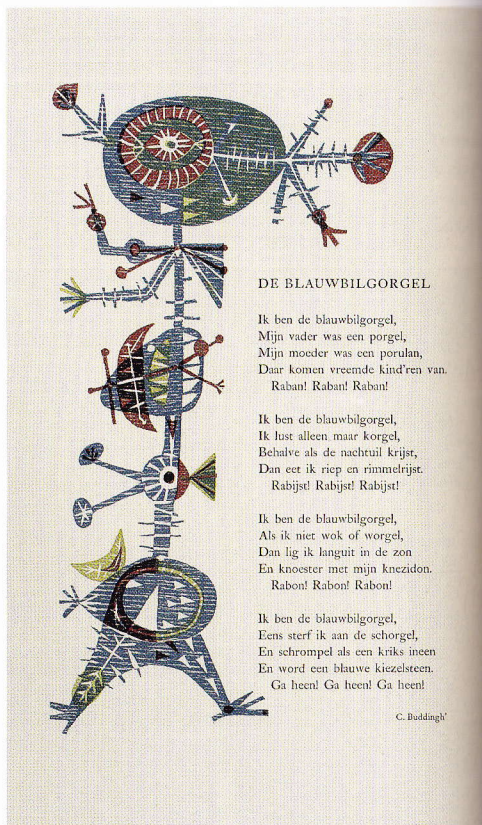 DE BLAUWBILGORGEL
Ik ben de blauwbilgorgel,
Mijn vader was een porgel,
Mijn moeder was een porulan,
Daar komen vreemde kind'ren van.
Raban! Raban! Raban!
Ik ben de blauwbilgorgel,
Ik lust alleen maar korgel,
Behalve als de nachtuil krijst,
Dan eet ik riep en rimmelrijst.
Rabijst! Rabijst! Rabijst!
Ik ben de blauwbilgorgel,
Als ik niet wok of worgel,
Dan lig ik languit in de zon
En knoester met mijn knezidon.
Rabon! Rabon! Rabon!
Ik ben de blauwbilgorgel,
Eens sterf ik aan de schorgel,
En schrompel als een kriks ineen
En word een blauwe kiezelsteen.
Ga heen! Ga heen! Ga heen!
C. Buddingh'